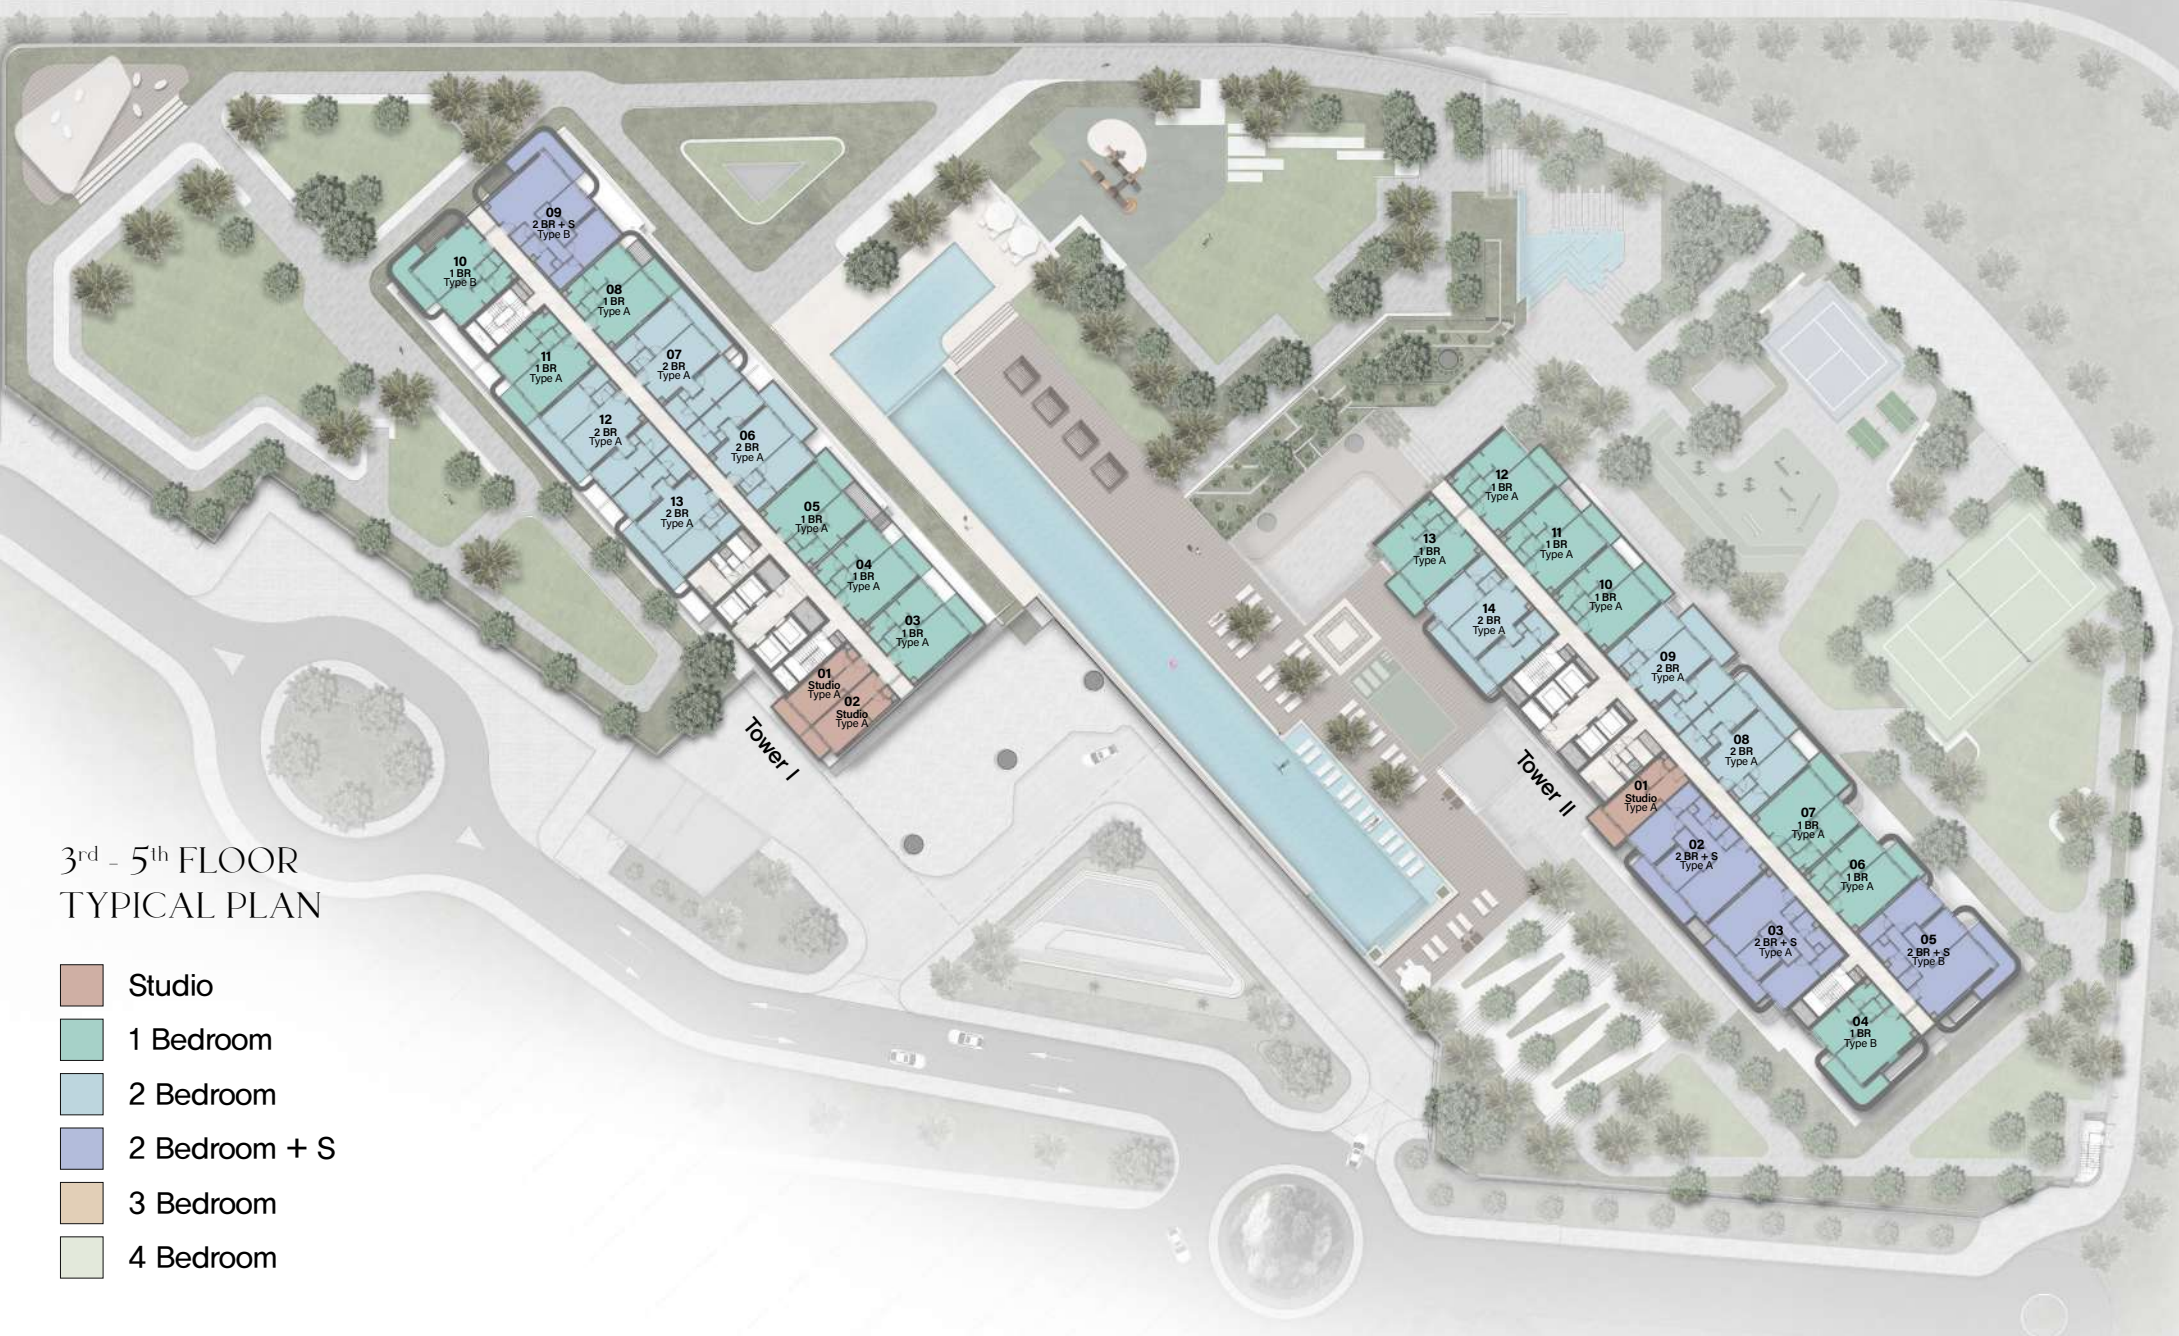 09
2 BR + S
Type B
10
1 BR
Type B
08
1 BR
Type A
11
1 BR
Type A
07
2 BR
Type A
12
2 BR
Type A
06
2 BR
Type A
13
2 BR
Type A
05
1 BR
Type A
04
1 BR
Type A
03
1 BR
Type A
01
Studio
Type A
02
Studio
Type A
Tower I
12
1 BR
Type A
13
1 BR
Type A
11
1 BR
Type A
10
1 BR
Type A
14
2 BR
Type A
09
2 BR
Type A
08
2 BR
Type A
01
Studio
Type A
07
1 BR
Type A
02
2 BR + S
Type A
06
1 BR
Type A
03
2 BR + S
Type A
05
2 BR + S
Type B
04
1 BR
Type B
Tower II
3rd - 5th FLOOR
TYPICAL PLAN
Studio
1 Bedroom
2 Bedroom
2 Bedroom + S
3 Bedroom
4 Bedroom